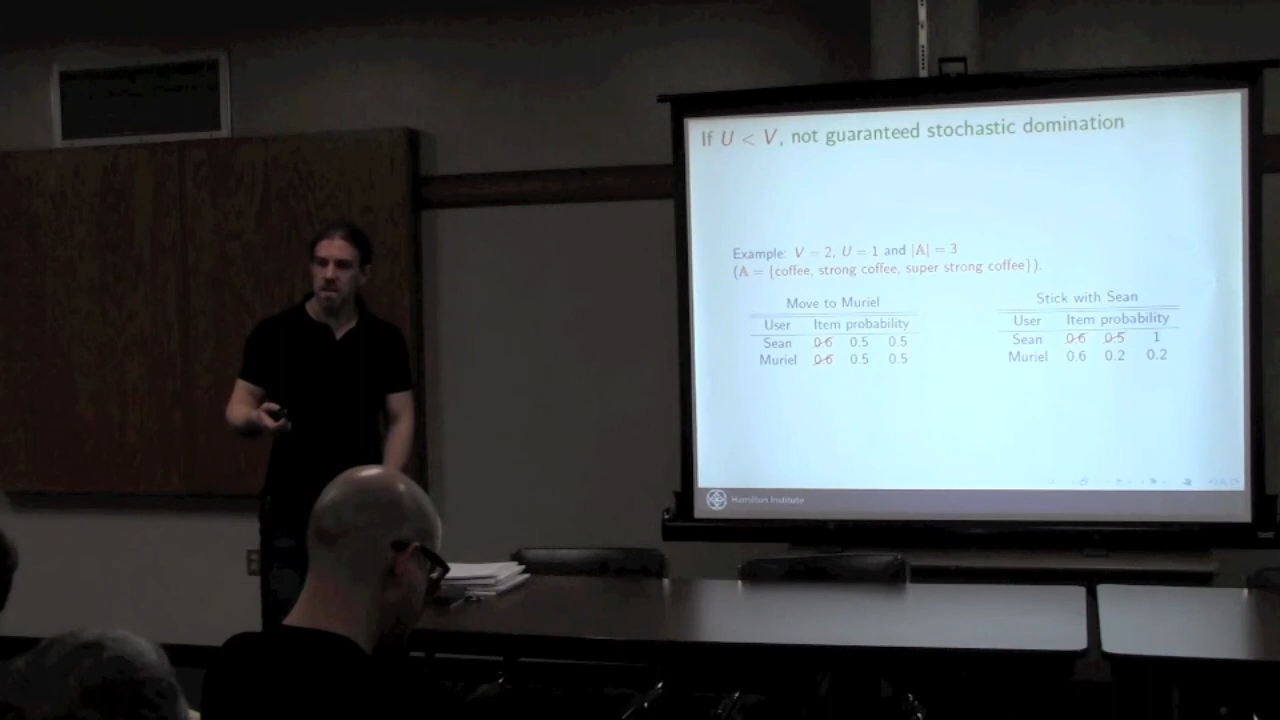 If U < V, not guaranteed stochastic domination
Example: V = 2, U = 1 and |𝔸| = 3
(𝔸 = {coffee, strong coffee, super strong coffee}).
Move to Muriel
User Item probability
Sean 0.6 0.5 0.5
Muriel 0.6 0.5 0.5
Stick with Sean
User Item probability
Sean 0.6 0.5 1
Muriel 0.6 0.2 0.2
Hamilton Institute